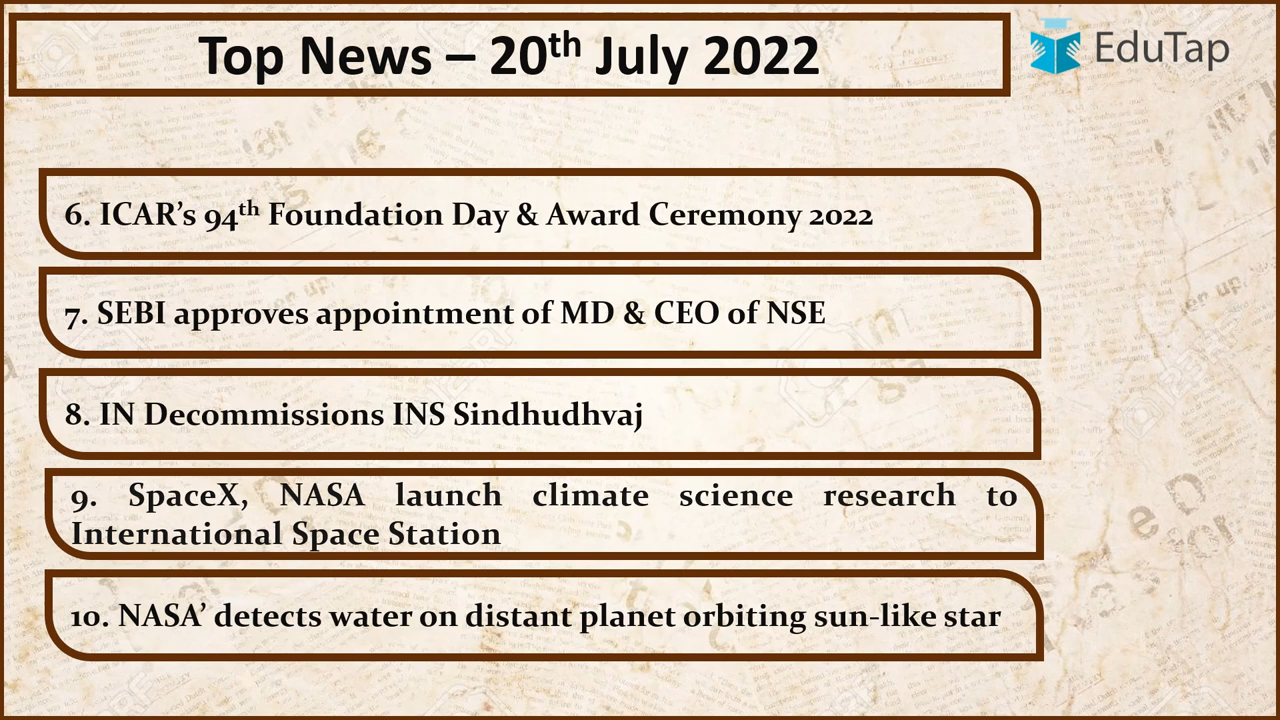 Top News – 20th July 2022
EduTap
6. ICAR’s 94th Foundation Day & Award Ceremony 2022
7. SEBI approves appointment of MD & CEO of NSE
8. IN Decommissions INS Sindhudhvaj
9. SpaceX, NASA launch climate science research to
International Space Station
10. NASA’ detects water on distant planet orbiting sun-like star